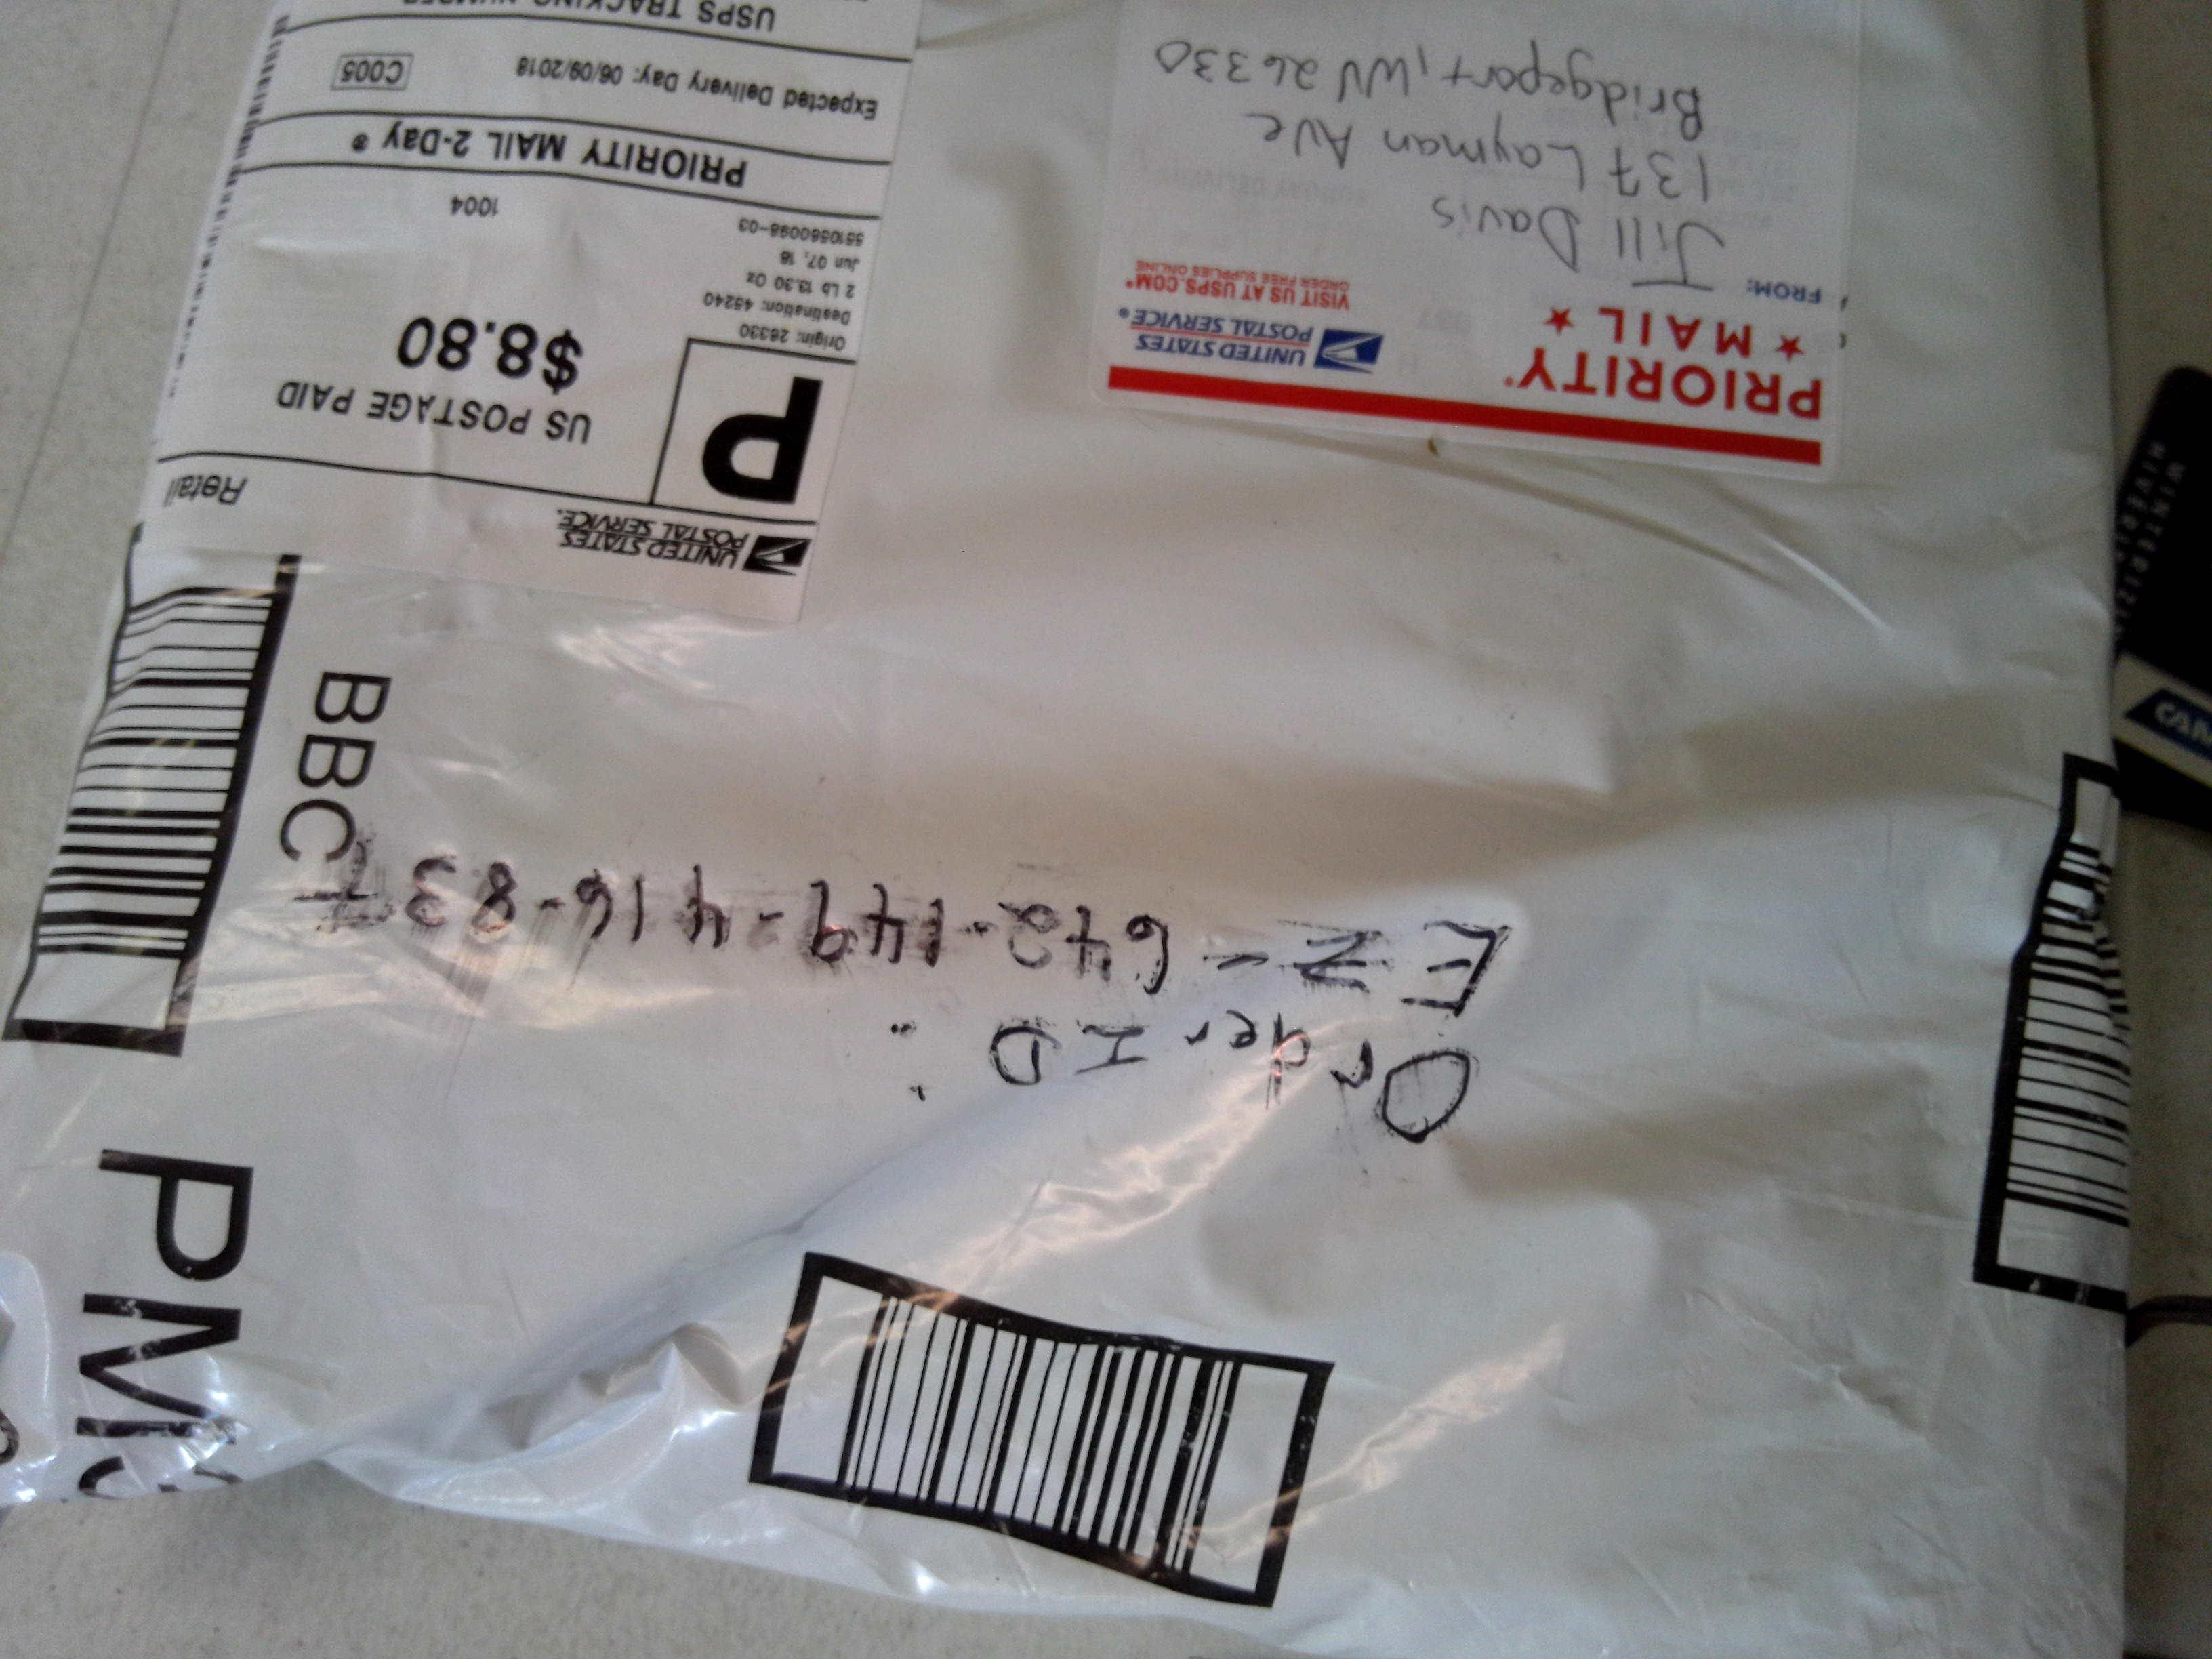 PRIORITY®
★ MAIL ★
UNITED STATES
POSTAL SERVICE®
VISIT US AT USPS.COM®
ORDER FREE SUPPLIES ONLINE
FROM:
Jill Davis
137 Layman Ave
Bridgeport, WV 26330
UNITED STATES
POSTAL SERVICE.
Retail
P
US POSTAGE PAID
$8.80
Origin: 26330
Destination: 45240
2 Lb 13.30 Oz
Jun 07, 18
5510560098-03
1004
PRIORITY MAIL 2-Day ®
Expected Delivery Day: 06/09/2018
C005
USPS TRACKING NUMBER
Order ID:
EZ-642-149-416-837
BBC
PM
CAM